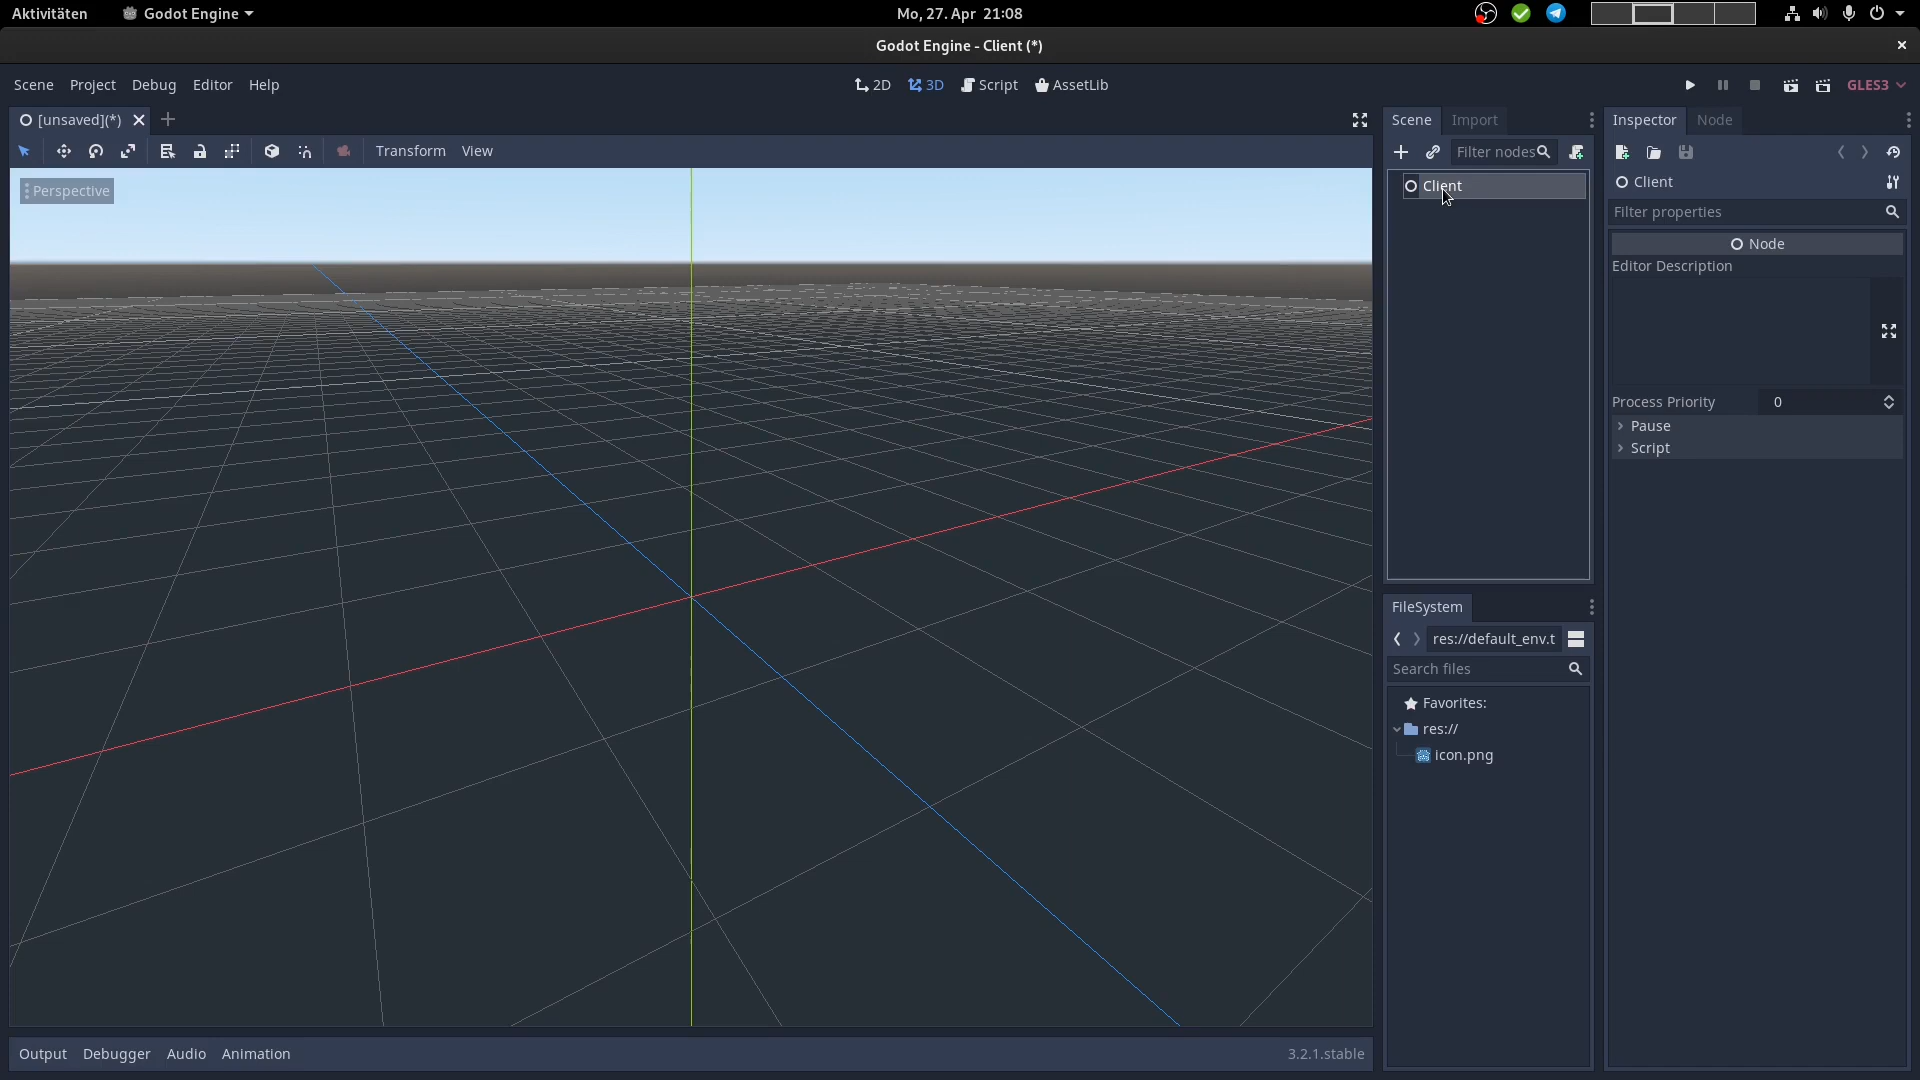 Aktivitäten Godot Engine Mo, 27. Apr 21:08
Godot Engine - Client (*)
Scene Project Debug Editor Help 2D 3D Script AssetLib GLES3
[unsaved](*) Scene Import Inspector Node
Transform View Filter nodes
Perspective Client Client
Filter properties
Node
Editor Description
Process Priority 0
Pause
Script
FileSystem
res://default_env.t
Search files
Favorites:
res://
icon.png
Output Debugger Audio Animation 3.2.1.stable